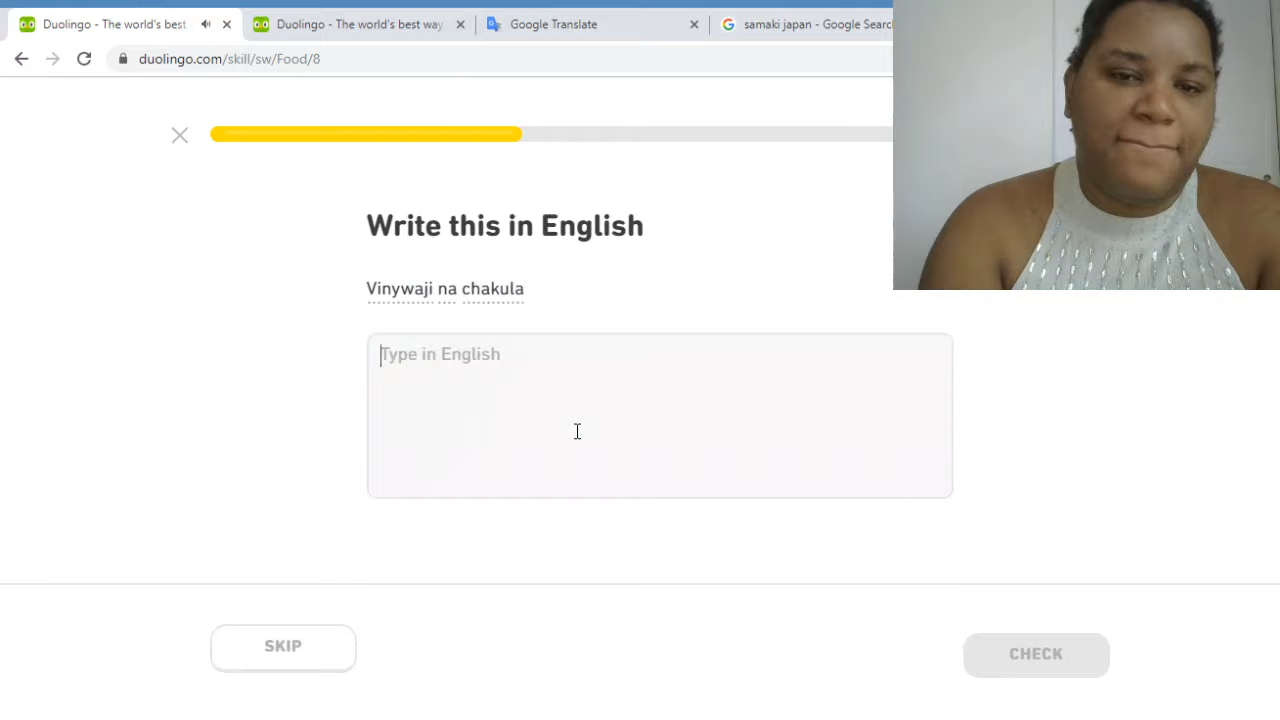 Duolingo - The world's best
Duolingo - The world's best way
Google Translate
samaki japan - Google Searc
duolingo.com/skill/sw/Food/8
Write this in English
Vinywaji na chakula
Type in English
SKIP
CHECK